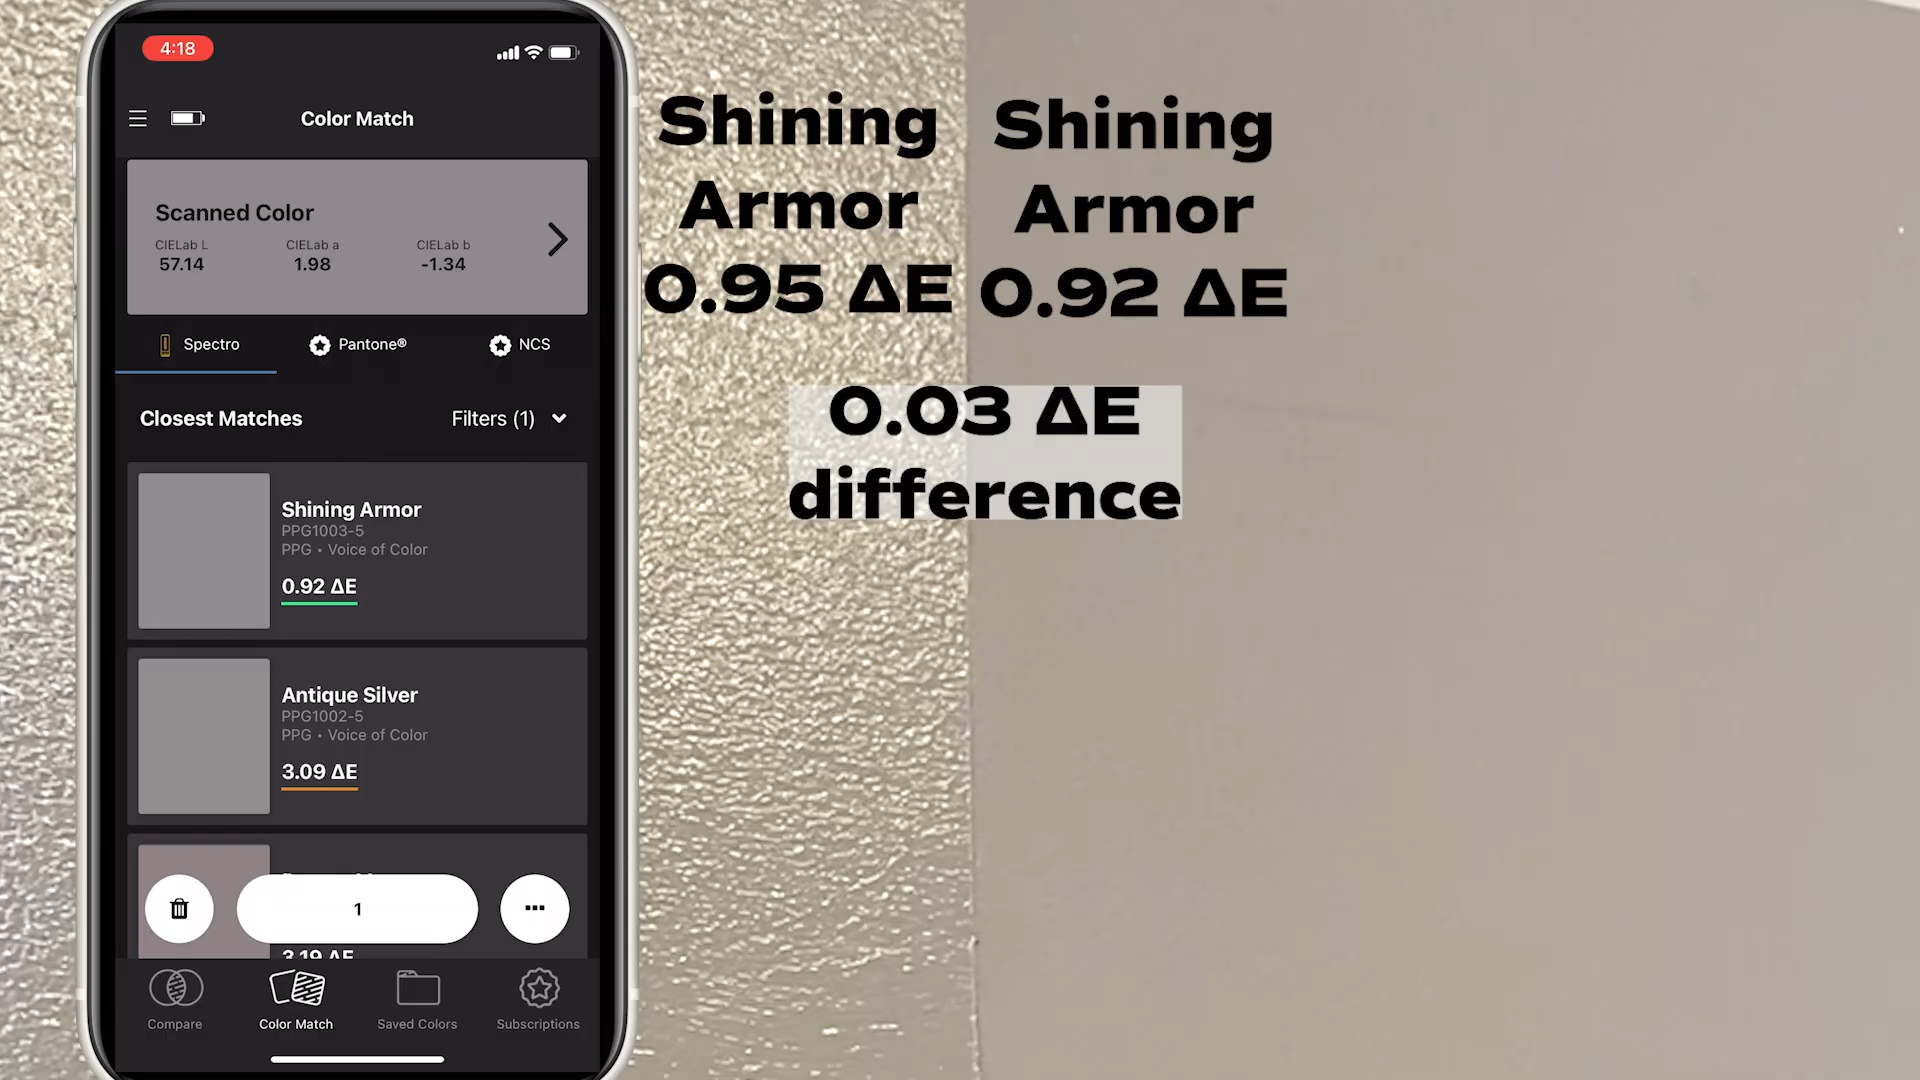 4:18
Color Match
Scanned Color
CIELab L CIELab a CIELab b
57.14 1.98 -1.34
Spectro Pantone® NCS
Closest Matches Filters (1)
Shining Armor
PPG1003-5
PPG • Voice of Color
0.92 ΔE
Antique Silver
PPG1002-5
PPG • Voice of Color
3.09 ΔE
1
3.19 ΔE
Compare Color Match Saved Colors Subscriptions
Shining
Armor
0.95 ΔE
Shining
Armor
0.92 ΔE
0.03 ΔE
difference